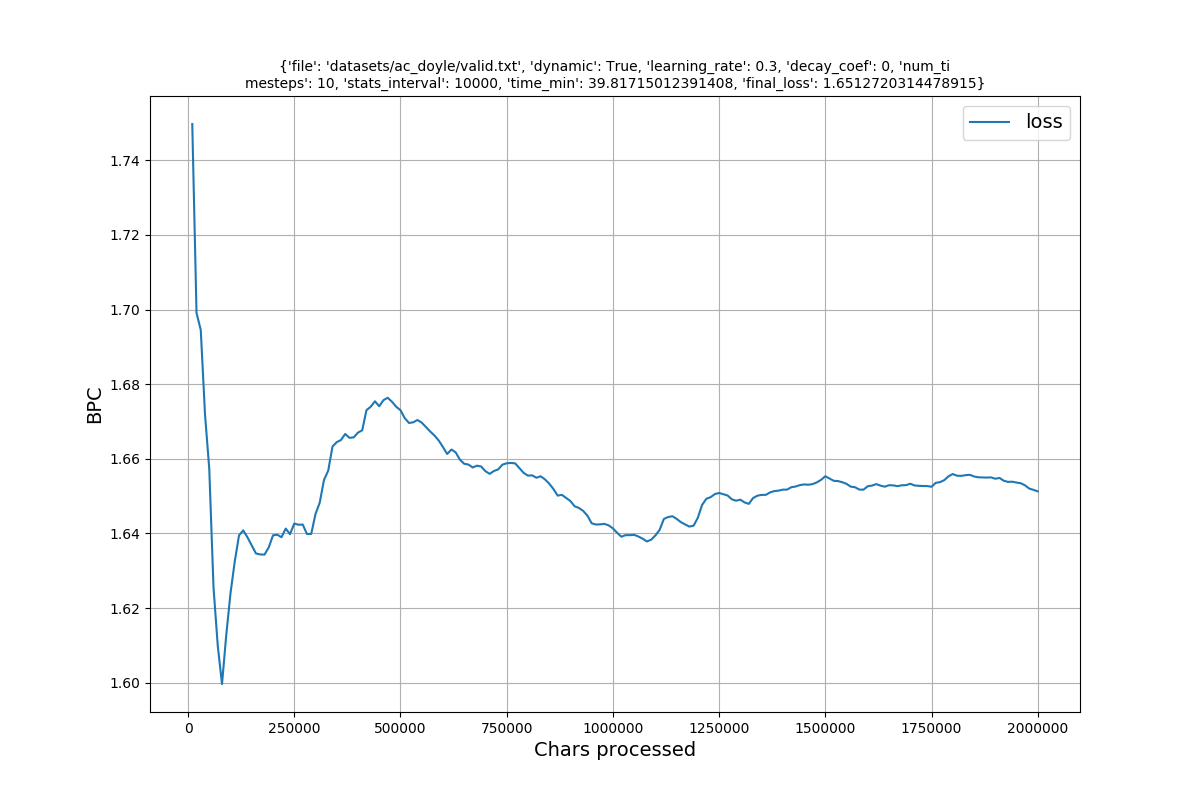 {'file': 'datasets/ac_doyle/valid.txt', 'dynamic': True, 'learning_rate': 0.3, 'decay_coef': 0, 'num_ti
mesteps': 10, 'stats_interval': 10000, 'time_min': 39.81715012391408, 'final_loss': 1.6512720314478915}
loss
1.74
1.72
1.70
1.68
1.66
1.64
1.62
1.60
BPC
0 250000 500000 750000 1000000 1250000 1500000 1750000 2000000
Chars processed